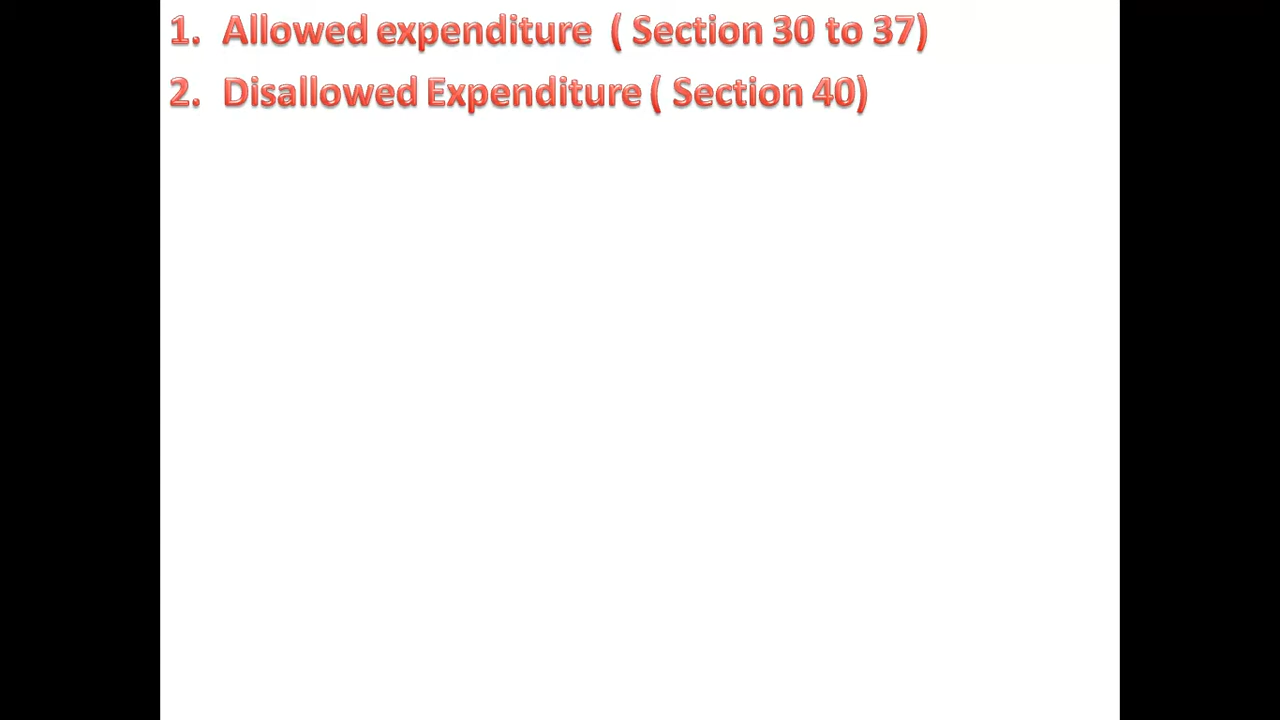 1. Allowed expenditure ( Section 30 to 37)
2. Disallowed Expenditure ( Section 40)